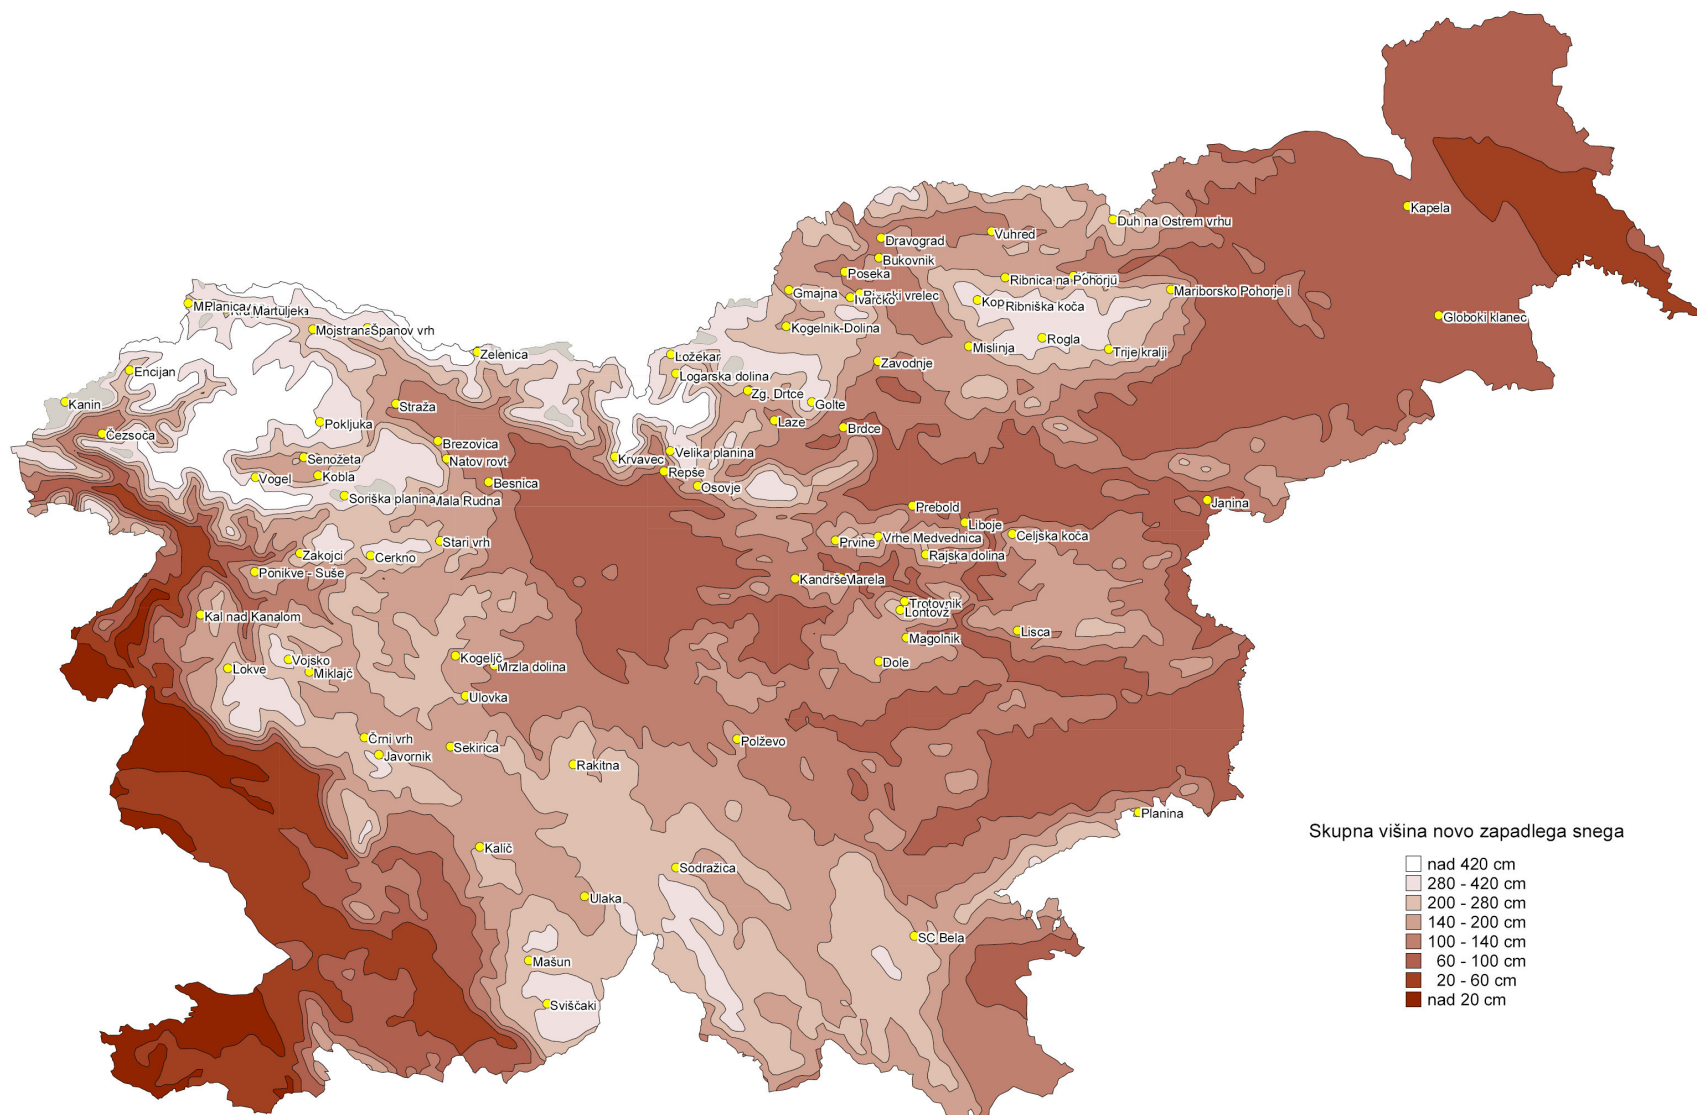 Kapela
Duh na Ostrem vrhu
Vuhred
Dravograd
Bukovnik
Poseka
Ribnica na Pohorju
Gmajna
Ivarčko
vrelec
Mariborsko Pohorje i
Kop
Ribniška koča
Planica
Martuljek
Globoki klanec
Mojstrana
Španov vrh
Kogelnik-Dolina
Rogla
Mislinja
Trije kralji
Zelenica
Ložekar
Zavodnje
Encijan
Logarska dolina
Zg. Drtce
Kanin
Straža
Golte
Pokljuka
Laze
Brdce
Čezsoča
Brezovica
Velika planina
Senožeta
Natov rovt
Krvavec
Repše
Vogel
Kobla
Besnica
Osovje
Soriška planina
Mala Rudna
Janina
Prebold
Liboje
Celjska koča
Stari vrh
Prvine
Vrhe Medvednica
Zakojci
Cerkno
Rajska dolina
Ponikve - Suše
Kandrše
Marela
Trotovnik
Lontovž
Kal nad Kanalom
Lisca
Magolnik
Vojsko
Kogeljč
Dole
Lokve
Miklajč
Mrzla dolina
Ulovka
Črni vrh
Polževo
Sekirica
Javornik
Rakitna
Planina
Kalič
Sodražica
Ulaka
SC Bela
Mašun
Sviščaki
Skupna višina novo zapadlega snega
nad 420 cm
280 - 420 cm
200 - 280 cm
140 - 200 cm
100 - 140 cm
60 - 100 cm
20 - 60 cm
nad 20 cm